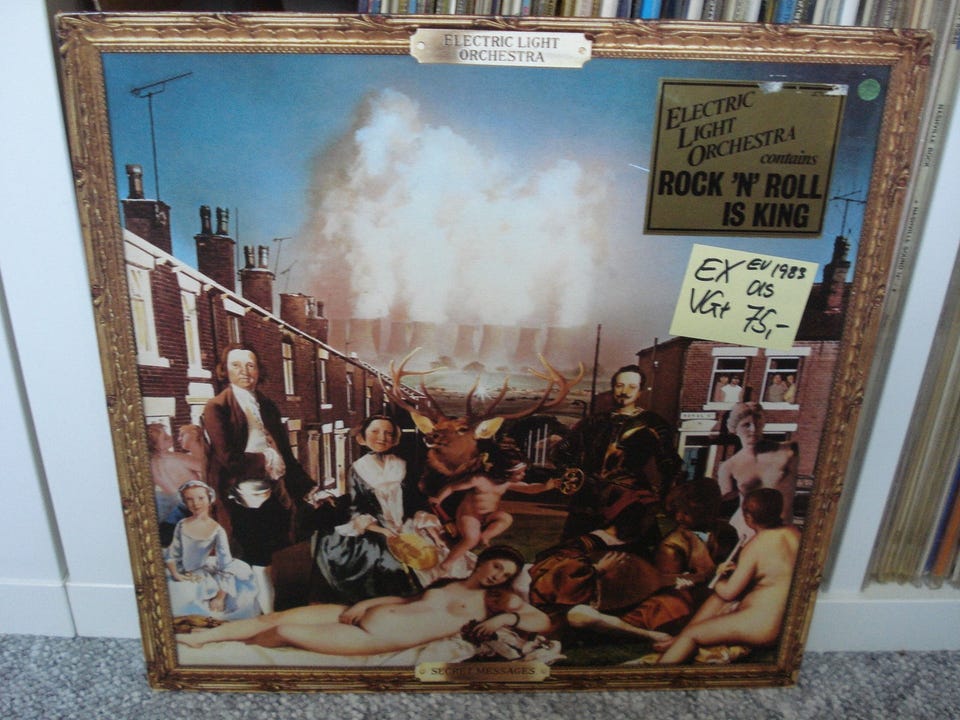 ELECTRIC LIGHT
ORCHESTRA
ELECTRIC
LIGHT
ORCHESTRA
contains
ROCK 'N' ROLL
IS KING
EX EU 1983
OIS
VG+ 75,-
SECRET MESSAGES